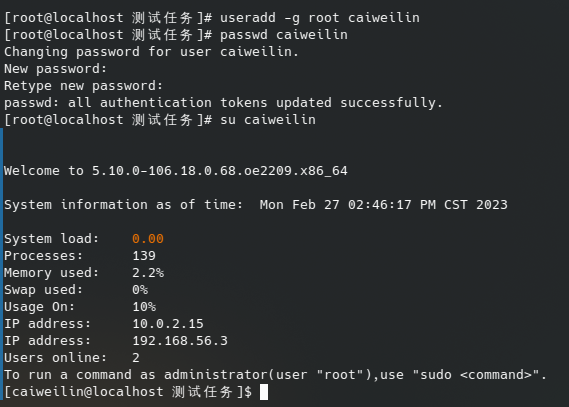 [root@localhost 测试任务]# useradd -g root caiweilin
[root@localhost 测试任务]# passwd caiweilin
Changing password for user caiweilin.
New password:
Retype new password:
passwd: all authentication tokens updated successfully.
[root@localhost 测试任务]# su caiweilin
Welcome to 5.10.0-106.18.0.68.oe2209.x86_64
System information as of time:  Mon Feb 27 02:46:17 PM CST 2023
System load:    0.00
Processes:      139
Memory used:    2.2%
Swap used:      0%
Usage On:       10%
IP address:     10.0.2.15
IP address:     192.168.56.3
Users online:   2
To run a command as administrator(user "root"),use "sudo <command>".
[caiweilin@localhost 测试任务]$